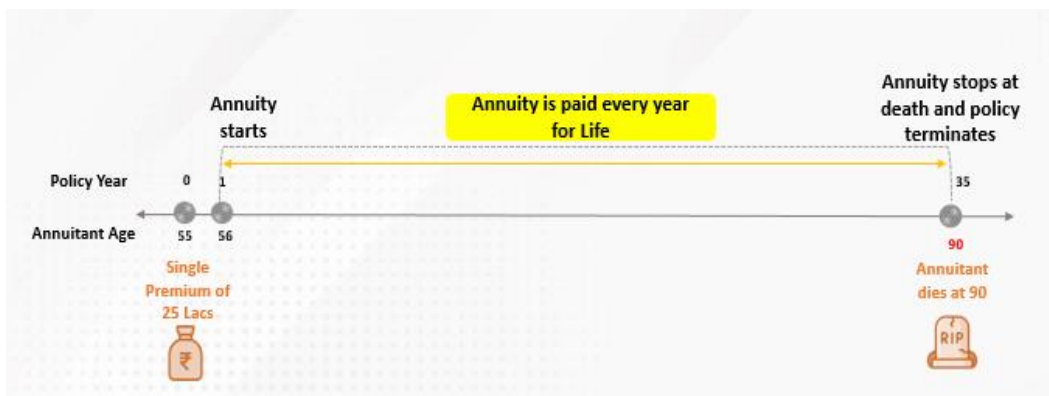 Annuity
starts
Annuity is paid every year
for Life
Annuity stops at
death and policy
terminates
Policy Year 0 1 35
Annuitant Age 55 56 90
Single
Premium of
25 Lacs
₹
Annuitant
dies at 90
RIP